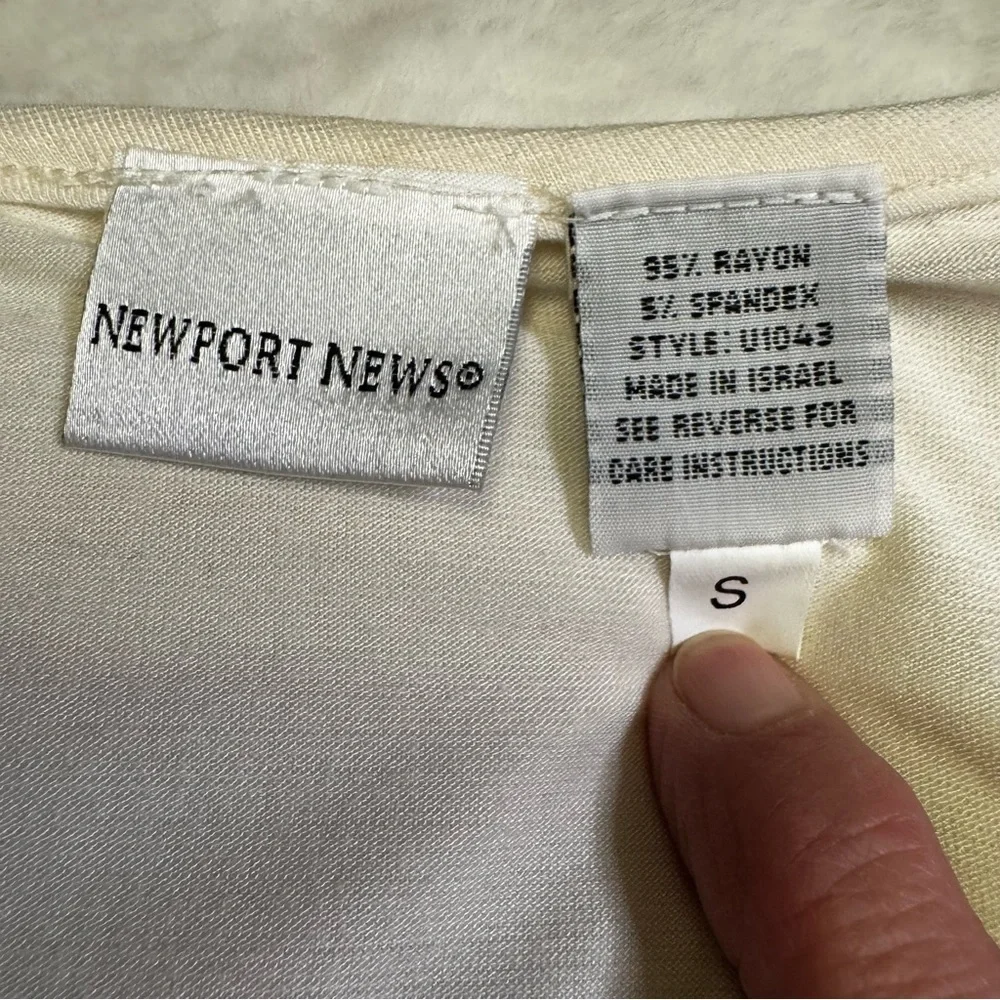 NEWPORT NEWS®
95% RAYON
5% SPANDEX
STYLE: U1043
MADE IN ISRAEL
SEE REVERSE FOR
CARE INSTRUCTIONS
S